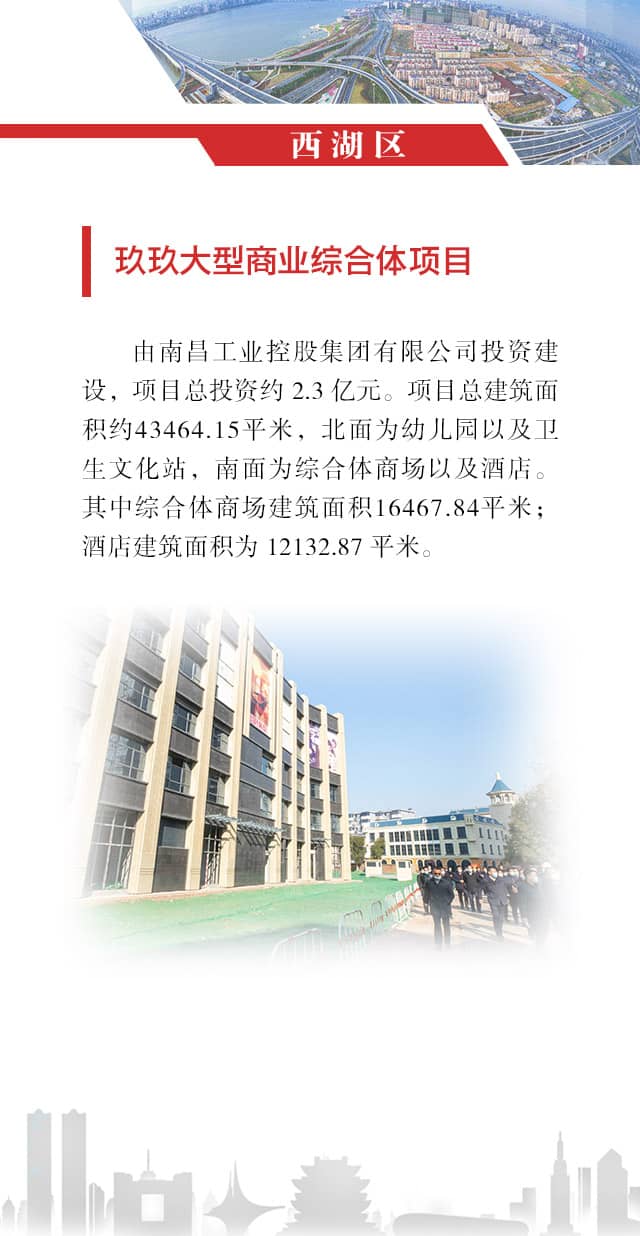 西湖区
玖玖大型商业综合体项目
由南昌工业控股集团有限公司投资建
设，项目总投资约 2.3 亿元。项目总建筑面
积约43464.15平米，北面为幼儿园以及卫
生文化站，南面为综合体商场以及酒店。
其中综合体商场建筑面积16467.84平米；
酒店建筑面积为 12132.87 平米。